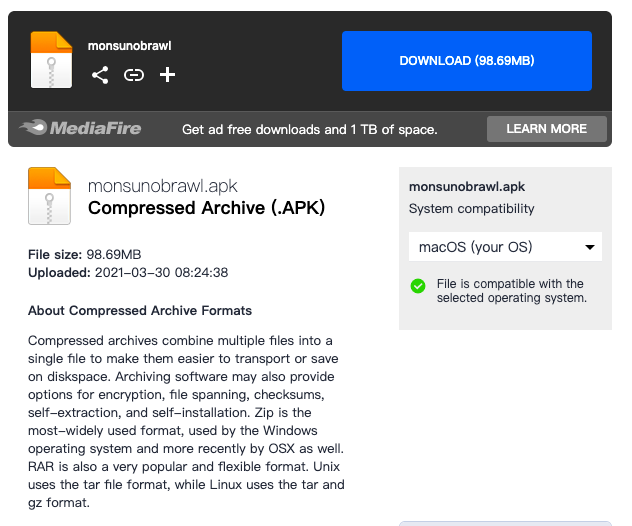 monsunobrawl
DOWNLOAD (98.69MB)
MediaFire
Get ad free downloads and 1 TB of space.
LEARN MORE
monsunobrawl.apk
Compressed Archive (.APK)
File size: 98.69MB
Uploaded: 2021-03-30 08:24:38
About Compressed Archive Formats
Compressed archives combine multiple files into a
single file to make them easier to transport or save
on diskspace. Archiving software may also provide
options for encryption, file spanning, checksums,
self-extraction, and self-installation. Zip is the
most-widely used format, used by the Windows
operating system and more recently by OSX as well.
RAR is also a very popular and flexible format. Unix
uses the tar file format, while Linux uses the tar and
gz format.
monsunobrawl.apk
System compatibility
macOS (your OS)
File is compatible with the
selected operating system.